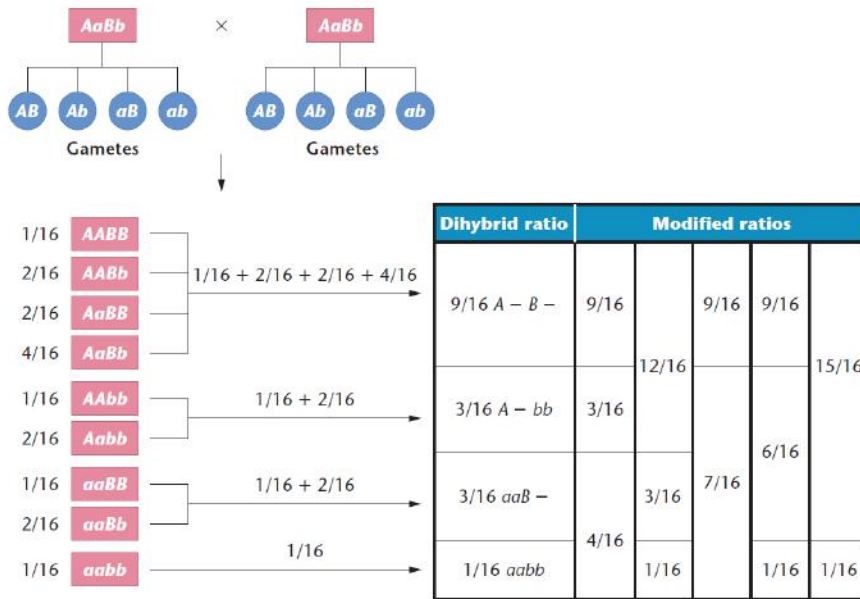 AaBb × AaBb
AB Ab aB ab AB Ab aB ab
Gametes Gametes
1/16 AABB
2/16 AABb
2/16 AaBB
4/16 AaBb
1/16 + 2/16 + 2/16 + 4/16
1/16 AAbb
2/16 Aabb
1/16 + 2/16
1/16 aaBB
2/16 aaBb
1/16 + 2/16
1/16 aabb
1/16
Dihybrid ratio Modified ratios
9/16 A – B – 9/16 9/16 9/16
12/16 15/16
3/16 A – bb 3/16
6/16
3/16 aaB – 3/16 7/16
4/16
1/16 aabb 1/16 1/16 1/16